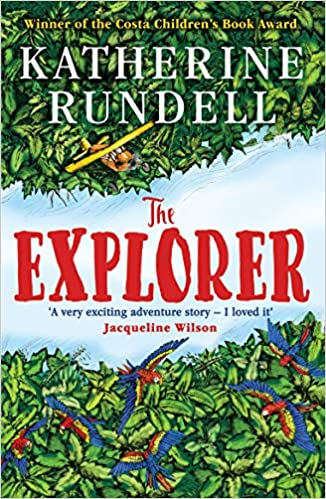 Winner of the Costa Children's Book Award
KATHERINE
RUNDELL
The
EXPLORER
'A very exciting adventure story – I loved it'
Jacqueline Wilson